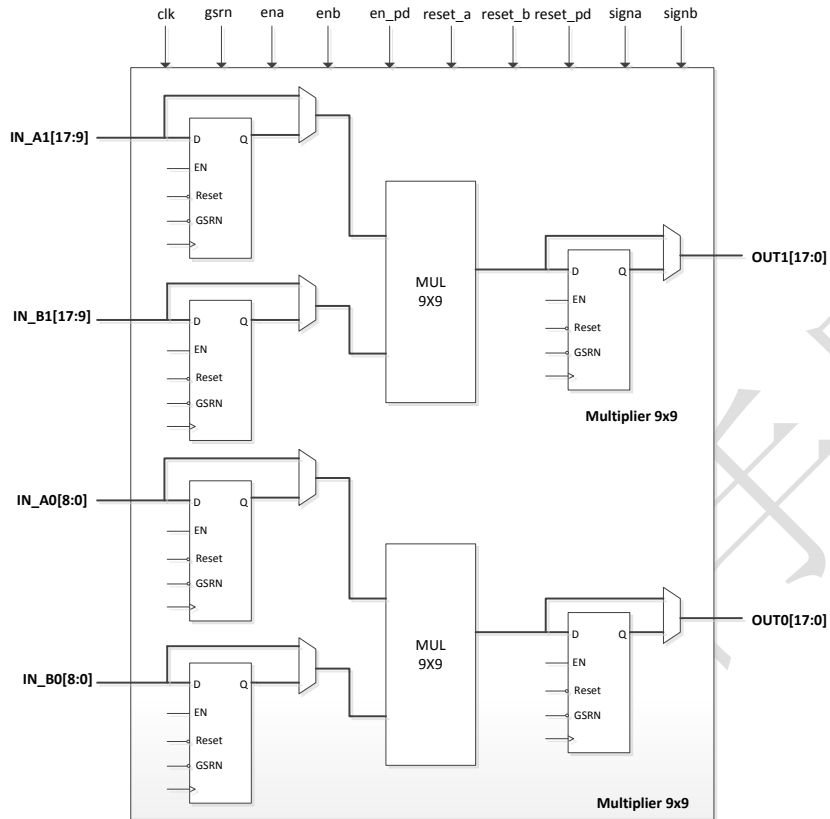 clk gsrn ena enb en_pd reset_a reset_b reset_pd signa signb
IN_A1[17:9]
D Q
EN
Reset
GSRN
IN_B1[17:9]
D Q
EN
Reset
GSRN
MUL
9X9
D Q
EN
Reset
GSRN
OUT1[17:0]
Multiplier 9x9
IN_A0[8:0]
D Q
EN
Reset
GSRN
IN_B0[8:0]
D Q
EN
Reset
GSRN
MUL
9X9
D Q
EN
Reset
GSRN
OUT0[17:0]
Multiplier 9x9